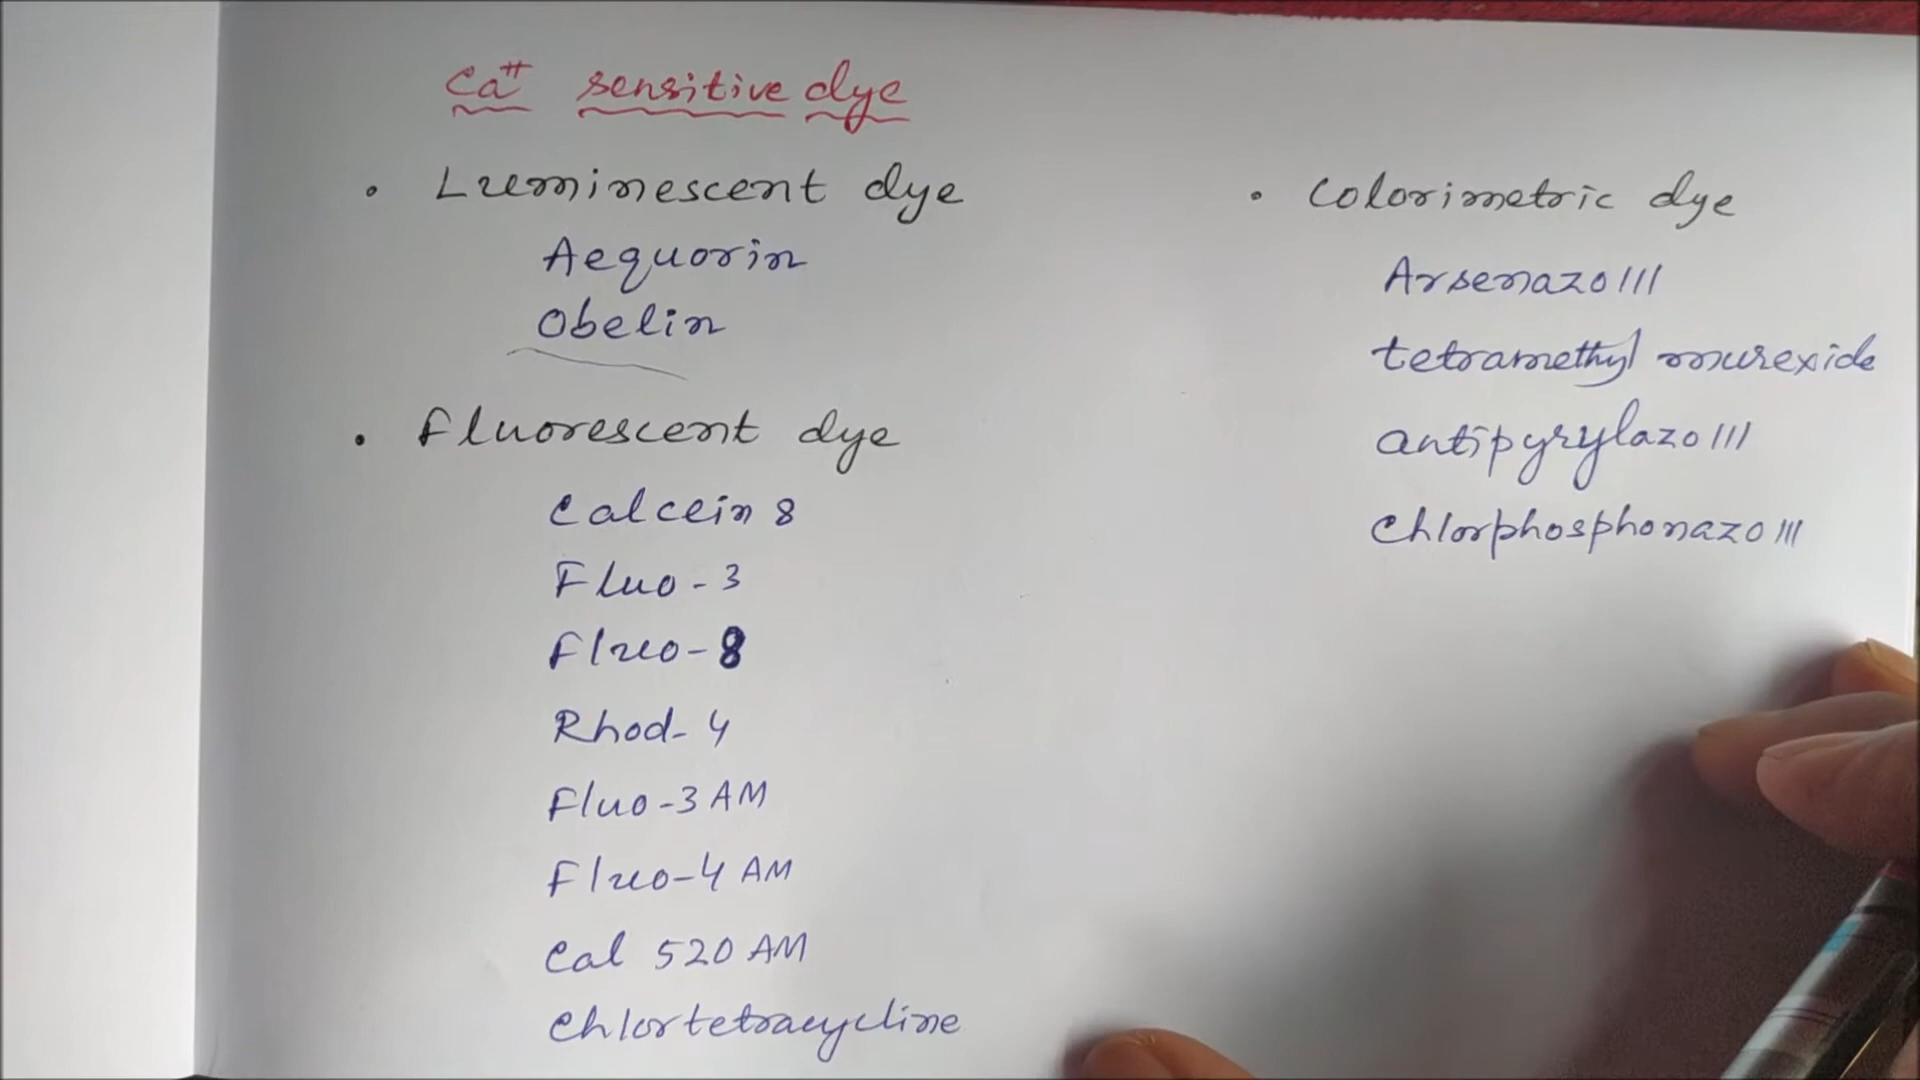 Ca++ sensitive dye
• Luminescent dye
Aequorin
Obelin
• Fluorescent dye
Calcein 8
Fluo-3
Fluo-8
Rhod-4
Fluo-3 AM
Fluo-4 AM
Cal 520 AM
Chlortetracycline
• Colorimetric dye
Arsenazo III
tetramethyl murexide
antipyrylazo III
Chlorphosphonazo III